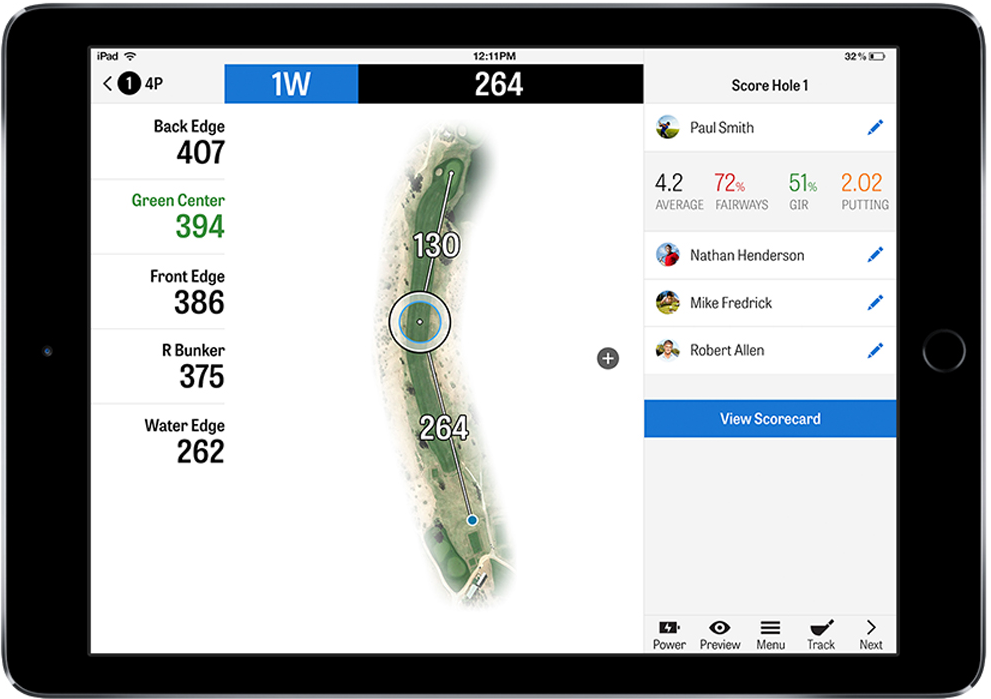 iPad 12:11PM 32%
1 4P 1W 264
Back Edge
407
Green Center
394
Front Edge
386
R Bunker
375
Water Edge
262
130
264
Score Hole 1
Paul Smith
4.2 72% 51% 2.02
AVERAGE FAIRWAYS GIR PUTTING
Nathan Henderson
Mike Fredrick
Robert Allen
View Scorecard
Power Preview Menu Track Next